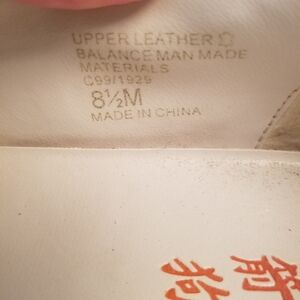 UPPER LEATHER
BALANCE MAN MADE
MATERIALS
C99/1929
8½M
MADE IN CHINA